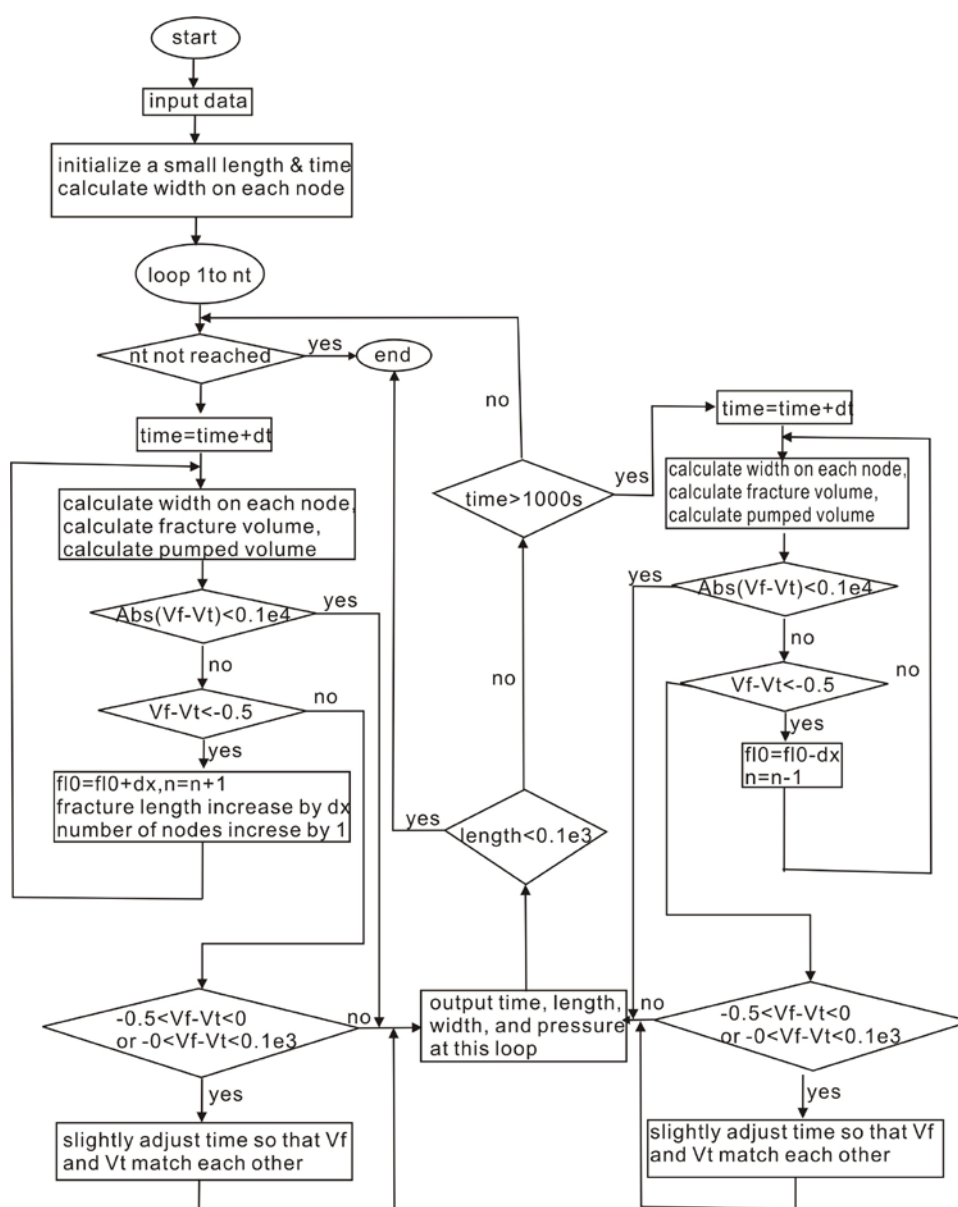 start
input data
initialize a small length & time
calculate width on each node
loop 1to nt
nt not reached
yes
end
time=time+dt
calculate width on each node,
calculate fracture volume,
calculate pumped volume
Abs(Vf-Vt)<0.1e4
yes
no
Vf-Vt<-0.5
no
yes
fl0=fl0+dx,n=n+1
fracture length increase by dx
number of nodes increse by 1
-0.5<Vf-Vt<0
or -0<Vf-Vt<0.1e3
no
yes
slightly adjust time so that Vf
and Vt match each other
output time, length,
width, and pressure
at this loop
length<0.1e3
yes
no
time>1000s
no
yes
time=time+dt
calculate width on each node,
calculate fracture volume,
calculate pumped volume
Abs(Vf-Vt)<0.1e4
yes
no
Vf-Vt<-0.5
no
yes
fl0=fl0-dx
n=n-1
-0.5<Vf-Vt<0
or -0<Vf-Vt<0.1e3
no
yes
slightly adjust time so that Vf
and Vt match each other